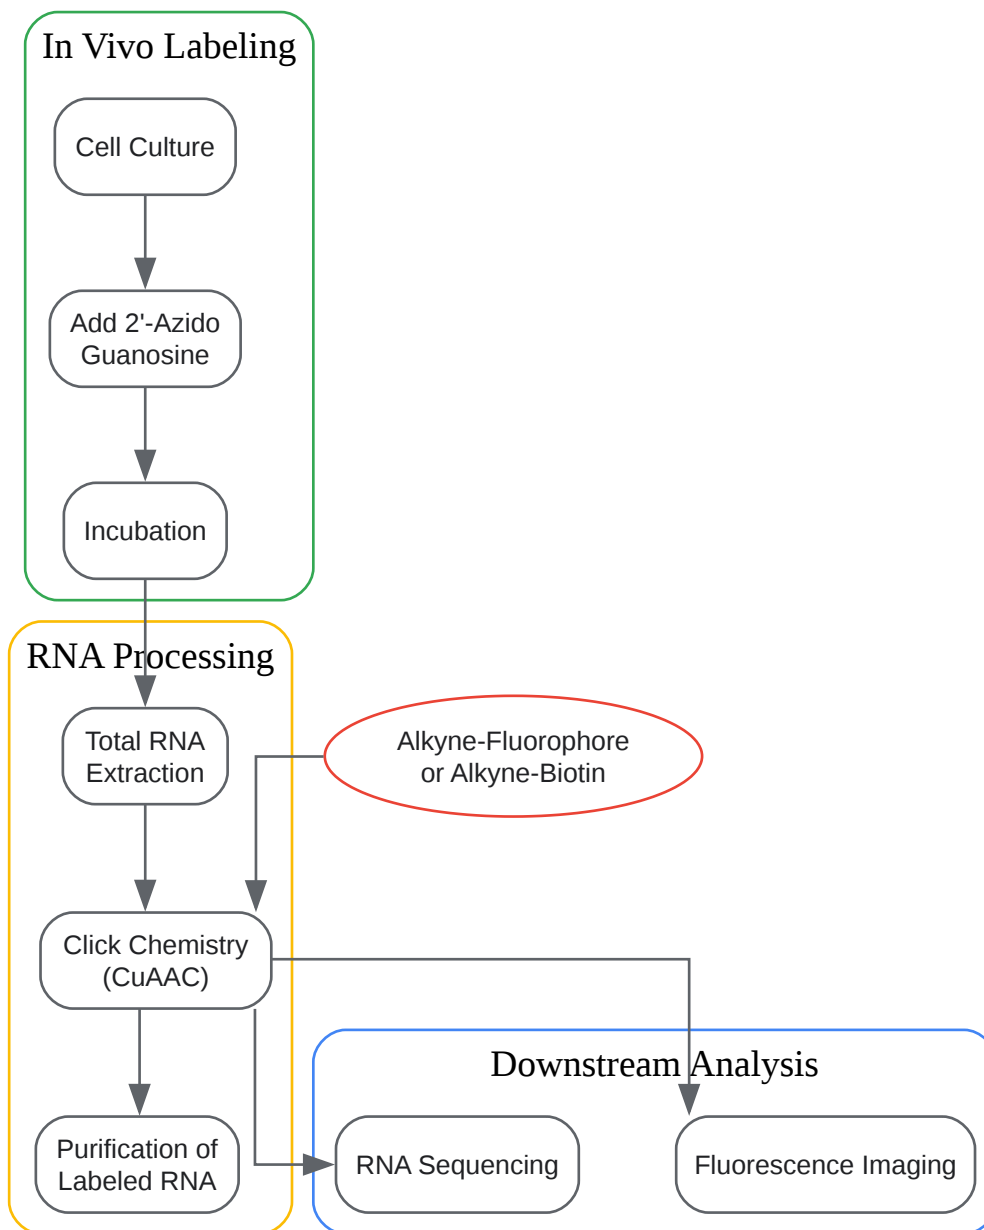 In Vivo Labeling
Cell Culture
Add 2'-Azido
Guanosine
Incubation
RNA Processing
Total RNA
Extraction
Alkyne-Fluorophore
or Alkyne-Biotin
Click Chemistry
(CuAAC)
Purification of
Labeled RNA
Downstream Analysis
RNA Sequencing
Fluorescence Imaging